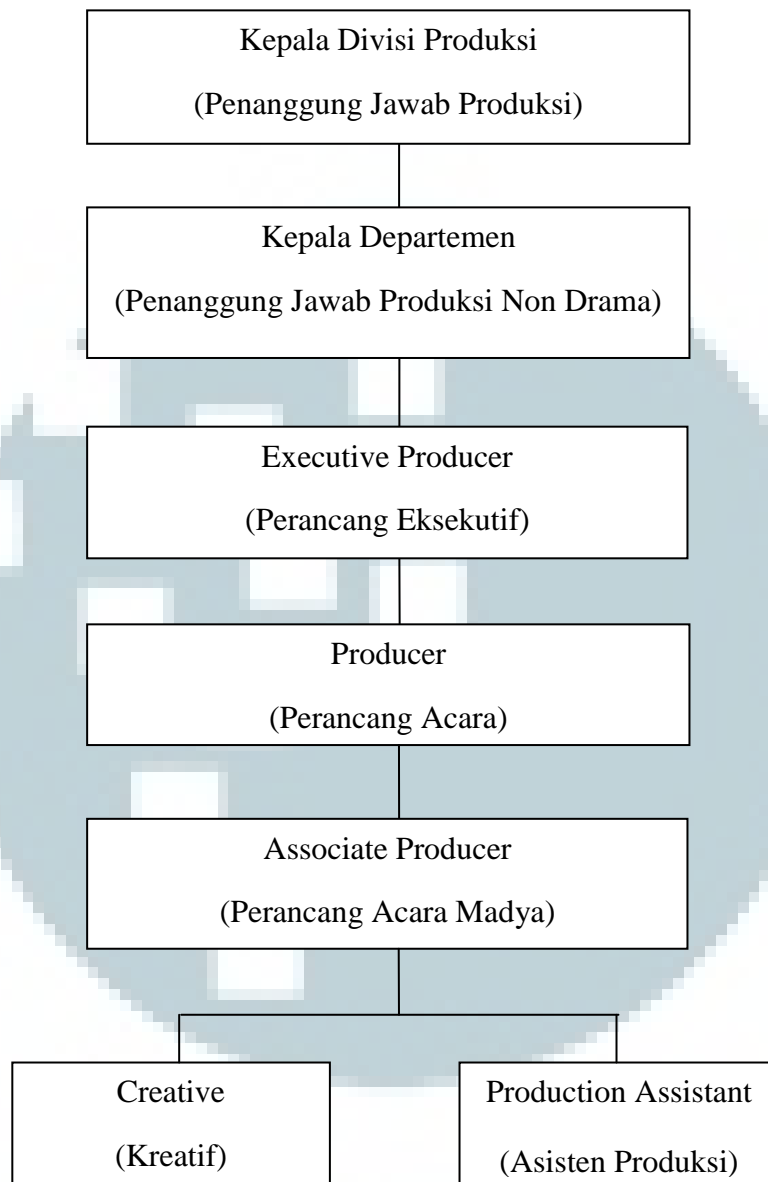 Kepala Divisi Produksi
(Penanggung Jawab Produksi)
Kepala Departemen
(Penanggung Jawab Produksi Non Drama)
Executive Producer
(Perancang Eksekutif)
Producer
(Perancang Acara)
Associate Producer
(Perancang Acara Madya)
Creative
(Kreatif)
Production Assistant
(Asisten Produksi)